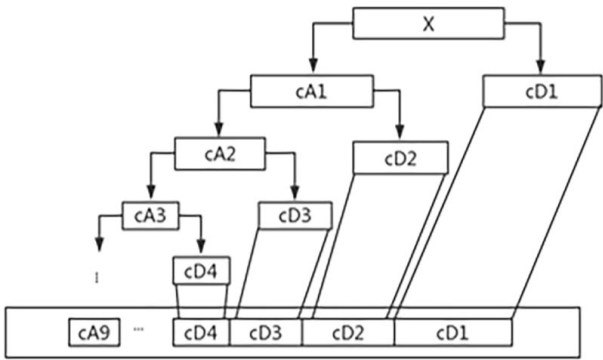 X
cA1 cD1
cA2 cD2
cA3 cD3
⋮ cD4
cA9 ... cD4 cD3 cD2 cD1